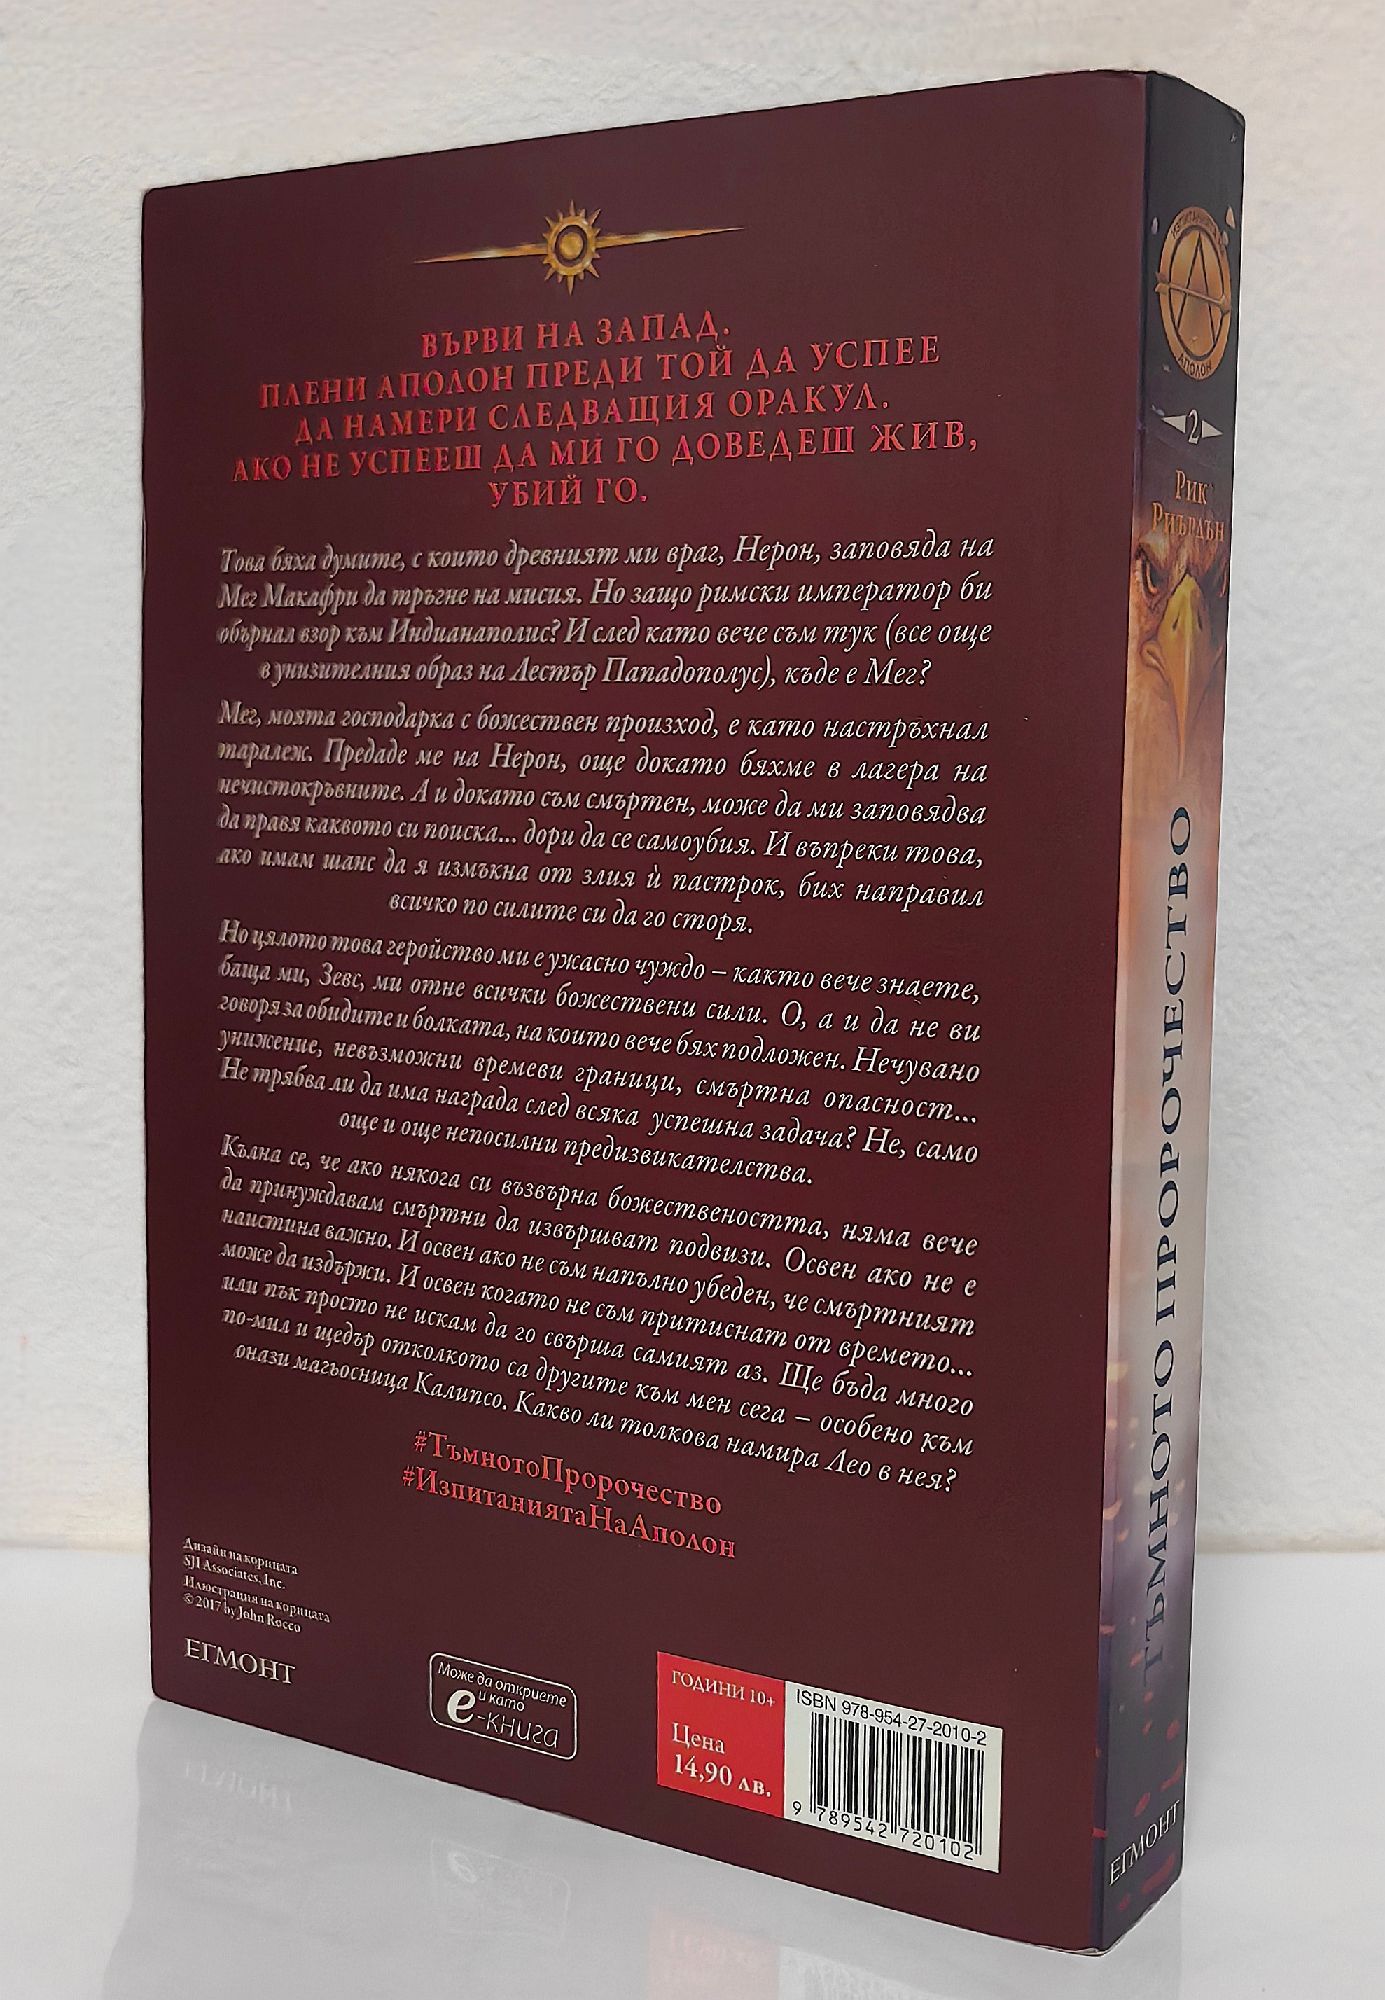 ВЪРВИ НА ЗАПАД.
ПЛЕНИ АПОЛОН ПРЕДИ ТОЙ ДА УСПЕЕ
ДА НАМЕРИ СЛЕДВАЩИЯ ОРАКУЛ.
АКО НЕ УСПЕЕШ ДА МИ ГО ДОВЕДЕШ ЖИВ,
УБИЙ ГО.
Това бяха думите, с които древният ми враг, Нерон, заповяда на
Мег Макафри да тръгне на мисия. Но защо римски император би
обърнал взор към Индианаполис? И след като вече съм тук (все още
в унизителния образ на Лестър Пападополус), къде е Мег?
Мег, моята господарка с божествен произход, е като настръхнал
таралеж. Предаде ме на Нерон, още докато бяхме в лагера на
нечистокръвните. А и докато съм смъртен, може да ми заповядва
да правя каквото си поиска... дори да се самоубия. И въпреки това,
ако имам шанс да я измъкна от злия ѝ пастрок, бих направил
всичко по силите си да го сторя.
Но цялото това геройство ми е ужасно чуждо – както вече знаете,
баща ми, Зевс, ми отне всички божествени сили. О, а и да не ви
говоря за обидите и болката, на които вече бях подложен. Нечувано
унижение, невъзможни времеви граници, смъртна опасност...
Не трябва ли да има награда след всяка успешна задача? Не, само
още и още непосилни предизвикателства.
Кълна се, че ако някога си възвърна божествеността, няма вече
да принуждавам смъртни да извършват подвизи. Освен ако не е
наистина важно. И освен ако не съм напълно убеден, че смъртният
може да издържи. И освен когато не съм притиснат от времето...
или пък просто не искам да го свърша самият аз. Ще бъда много
по-мил и щедър отколкото са другите към мен сега – особено към
онази магьосница Калипсо. Какво ли толкова намира Лео в нея?
#ТъмнотоПророчество
#ИзпитаниятаНаАполон
Дизайн на корицата
SJI Associates, Inc.
Илюстрация на корицата
© 2017 by John Rocco
ЕГМОНТ
Може да откриете
и като
е-книга
ГОДИНИ 10+
Цена
14,90 лв.
ISBN 978-954-27-2010-2
9 789542 720102
АПОЛОН
2
Рик
Риърдън
ТЪМНОТО ПРОРОЧЕСТВО
ЕГМОНТ